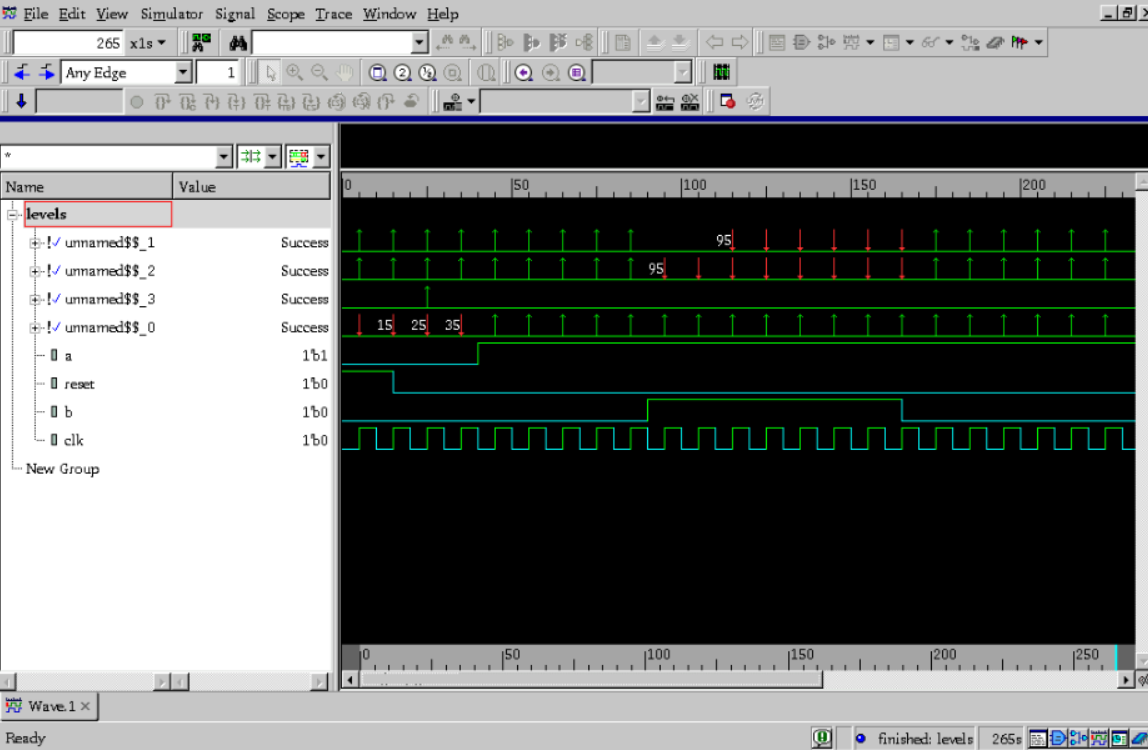 File Edit View Simulator Signal Scope Trace Window Help
265 x1s
Any Edge 1
*
Name Value
0 50 100 150 200
levels
unnamed$$_1 Success 95
unnamed$$_2 Success 95
unnamed$$_3 Success
unnamed$$_0 Success 15 25 35
a 1'b1
reset 1'b0
b 1'b0
clk 1'b0
New Group
0 50 100 150 200 250
Wave.1
Ready finished: levels 265s